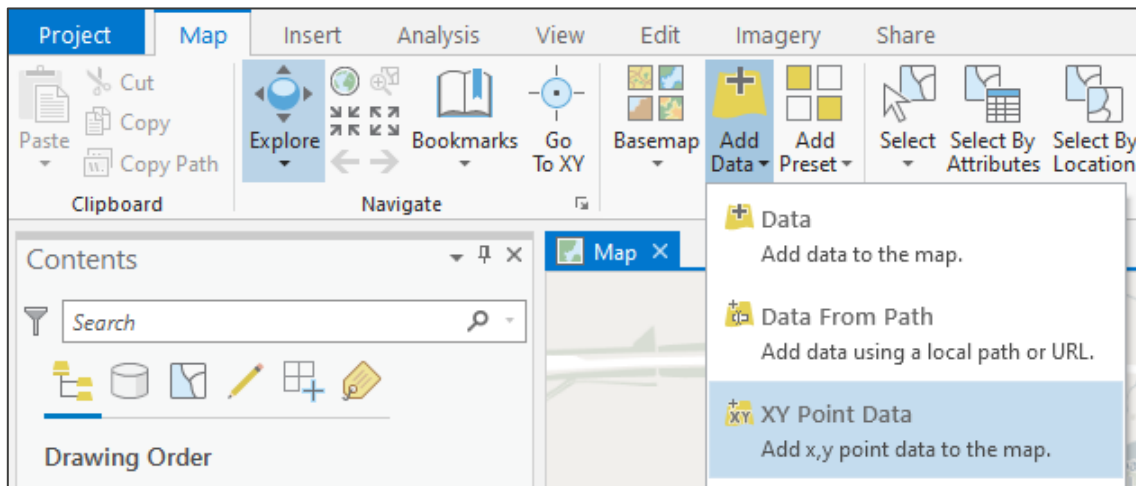 Project Map Insert Analysis View Edit Imagery Share
Cut
Copy
Copy Path
Paste
Clipboard
Explore
Bookmarks
Go
To XY
Navigate
Basemap
Add
Data
Add
Preset
Select
Select By
Attributes
Select By
Location
Contents
Search
Drawing Order
Map
Data
Add data to the map.
Data From Path
Add data using a local path or URL.
XY XY Point Data
Add x,y point data to the map.